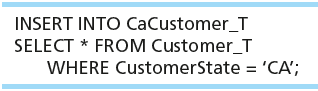 INSERT INTO CaCustomer_T
SELECT * FROM Customer_T
WHERE CustomerState = ‘CA’;